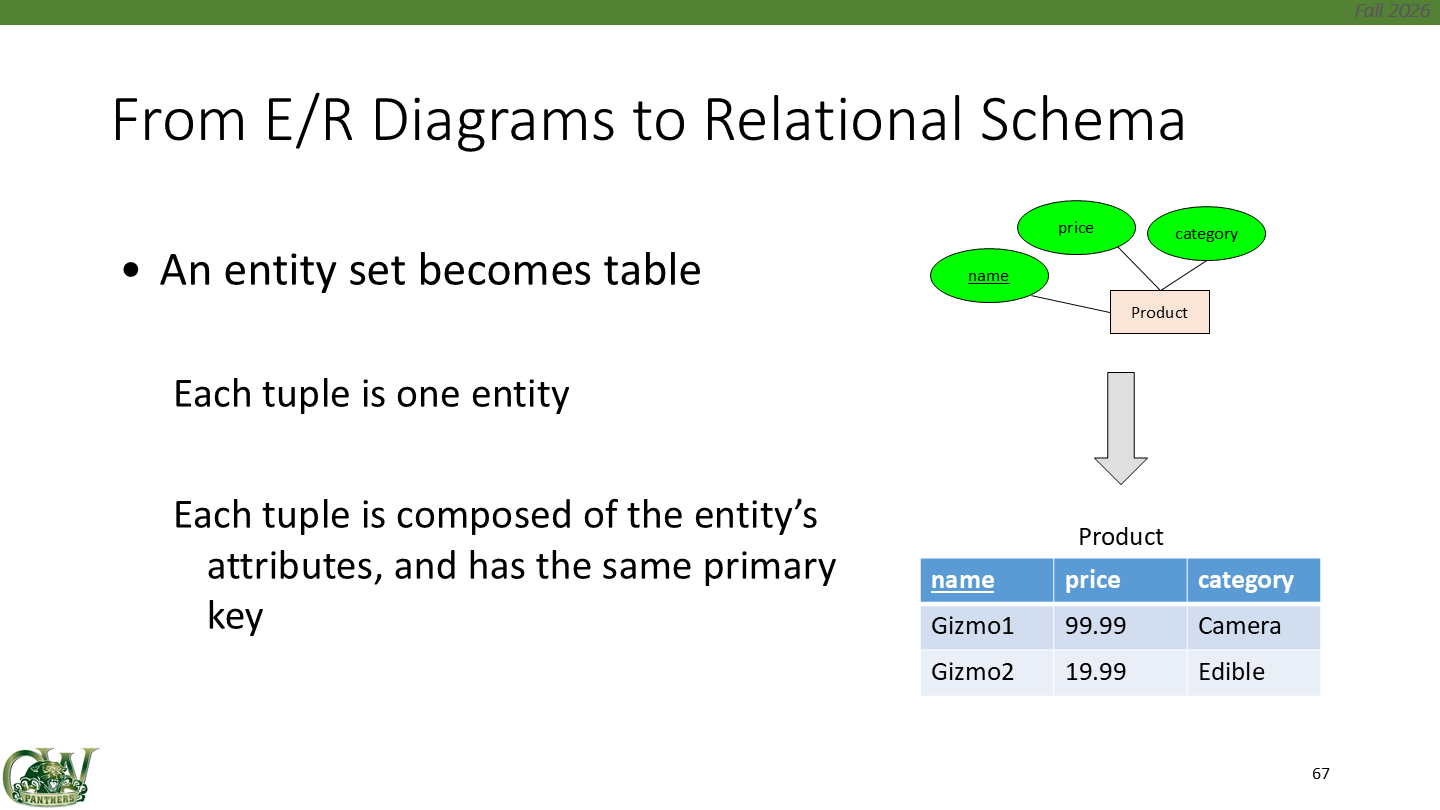 Fall 2026
From E/R Diagrams to Relational Schema
• An entity set becomes table
Each tuple is one entity
Each tuple is composed of the entity’s
attributes, and has the same primary
key
price
category
name
Product
Product
name price category
Gizmo1 99.99 Camera
Gizmo2 19.99 Edible
OW
PANTHERS
67